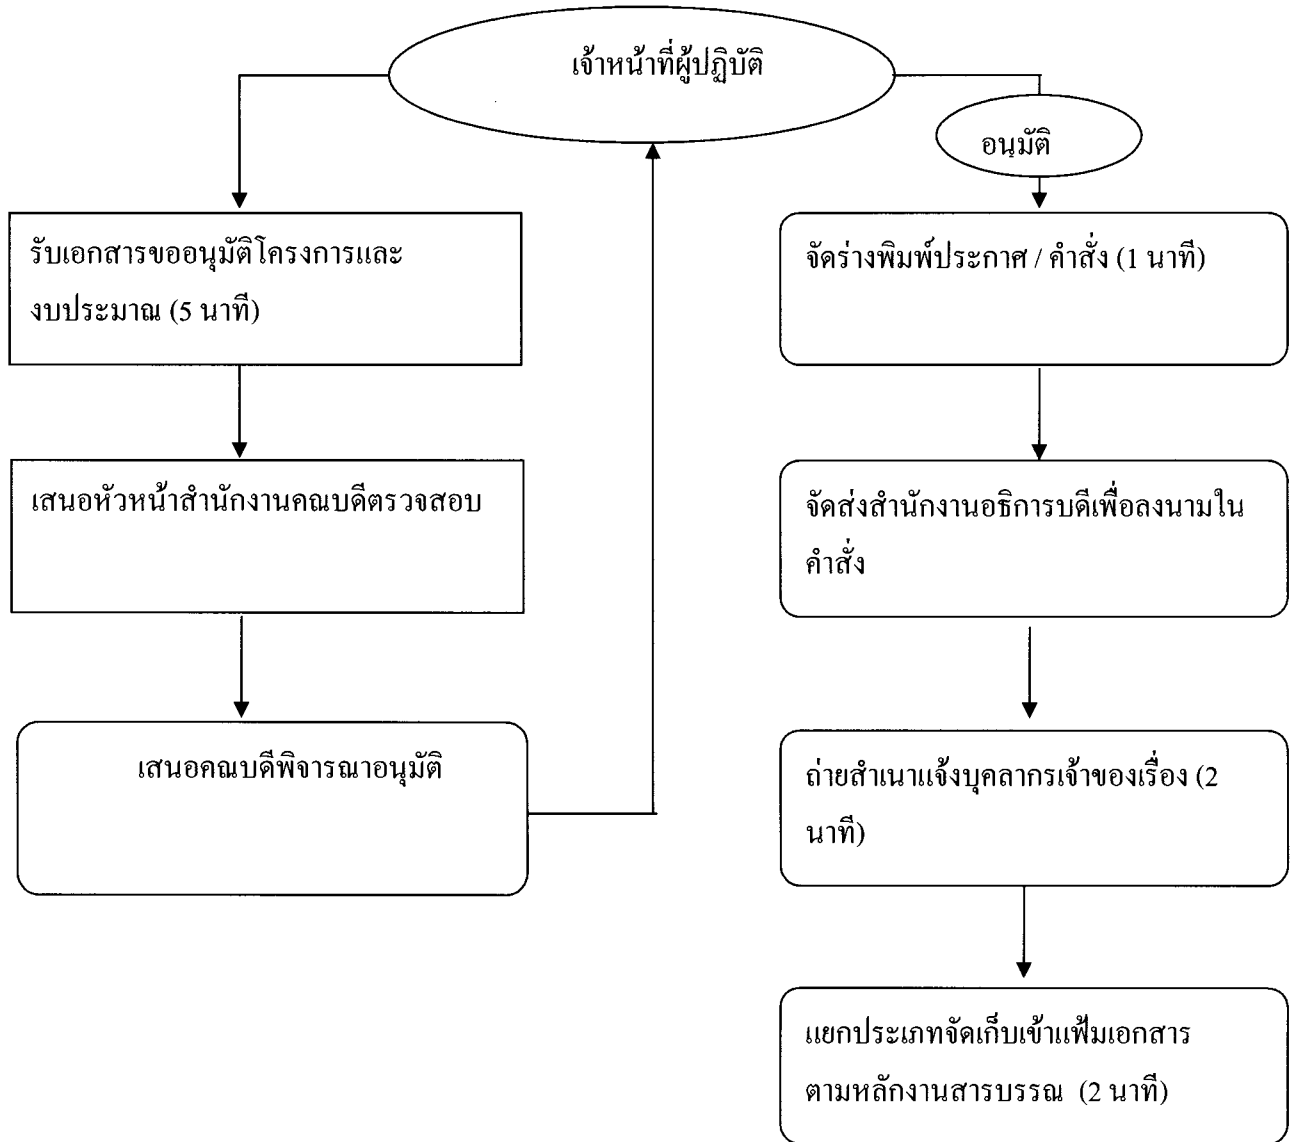 เจ้าหน้าที่ผู้ปฏิบัติ
อนุมัติ
รับเอกสารขออนุมัติโครงการและ
งบประมาณ (5 นาที)
เสนอหัวหน้าสำนักงานคณบดีตรวจสอบ
เสนอคณบดีพิจารณาอนุมัติ
จัดร่างพิมพ์ประกาศ / คำสั่ง (1 นาที)
จัดส่งสำนักงานอธิการบดีเพื่อลงนามใน
คำสั่ง
ถ่ายสำเนาแจ้งบุคลากรเจ้าของเรื่อง (2
นาที)
แยกประเภทจัดเก็บเข้าแฟ้มเอกสาร
ตามหลักงานสารบรรณ (2 นาที)